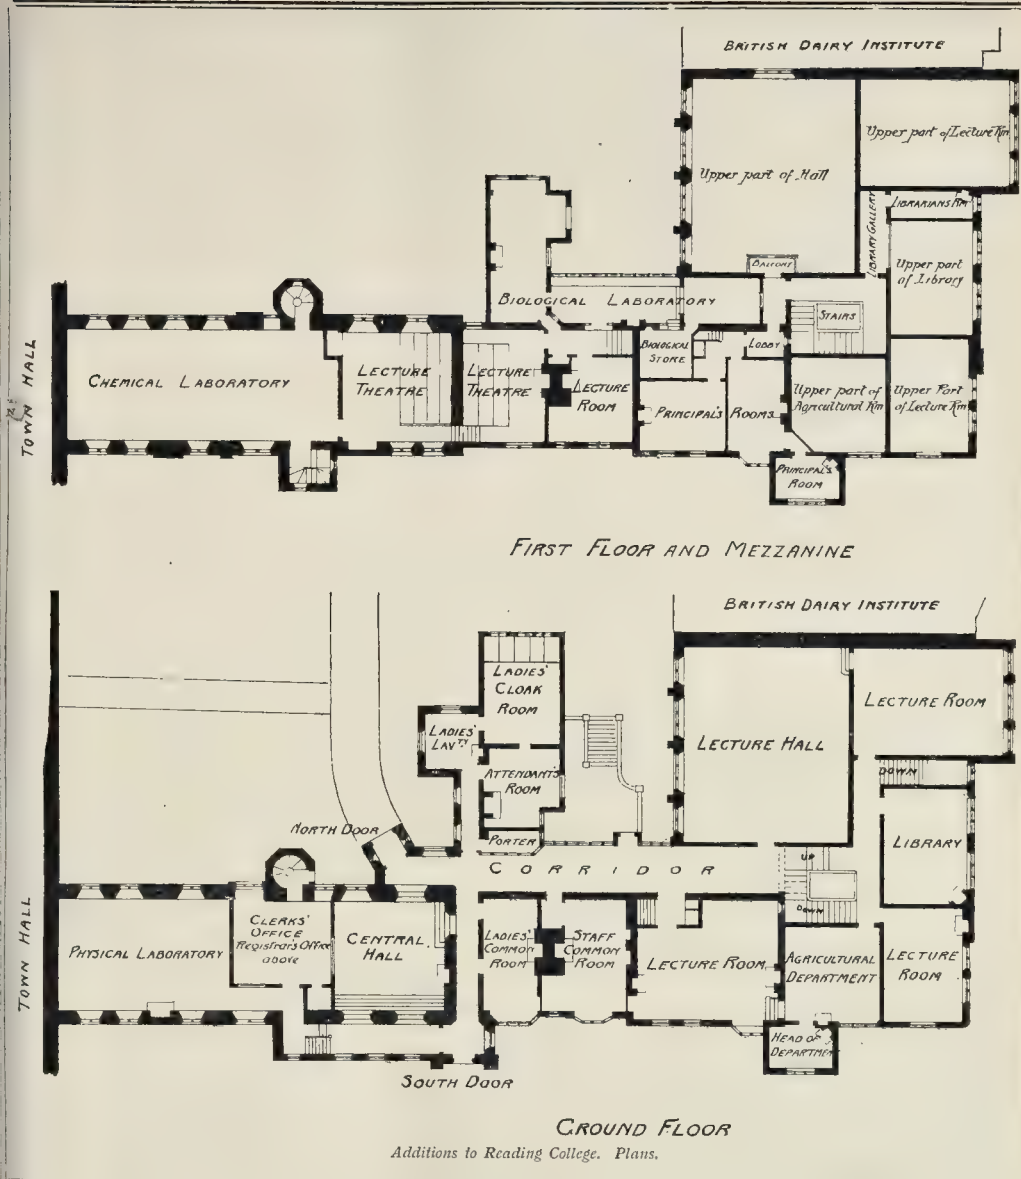 BRITISH DAIRY INSTITUTE
Upper part of Hall
Upper part of Lecture Rm
LIBRARIANS RM
LIBRARY GALLERY
Upper part
of Library
BALCONY
BIOLOGICAL LABORATORY
STAIRS
TOWN HALL
CHEMICAL LABORATORY
LECTURE
THEATRE
LECTURE
THEATRE
LECTURE
ROOM
BIOLOGICAL
STORE
LOBBY
PRINCIPAL'S ROOMS
Upper part of
Agricultural Rm
Upper Part
of Lecture Rm
PRINCIPAL'S
ROOM
FIRST FLOOR AND MEZZANINE
BRITISH DAIRY INSTITUTE
LADIES'
CLOAK
ROOM
LADIES'
LAVTY
ATTENDANTS
ROOM
PORTER
LECTURE HALL
LECTURE ROOM
DOWN
LIBRARY
NORTH DOOR
CORRIDOR
UP
DOWN
TOWN HALL
PHYSICAL LABORATORY
CLERKS'
OFFICE
Registrar's Office
above
CENTRAL
HALL
LADIES'
COMMON
ROOM
STAFF
COMMON
ROOM
LECTURE ROOM
AGRICULTURAL
DEPARTMENT
LECTURE
ROOM
HEAD OF
DEPARTMENT
SOUTH DOOR
GROUND FLOOR
Additions to Reading College. Plans.